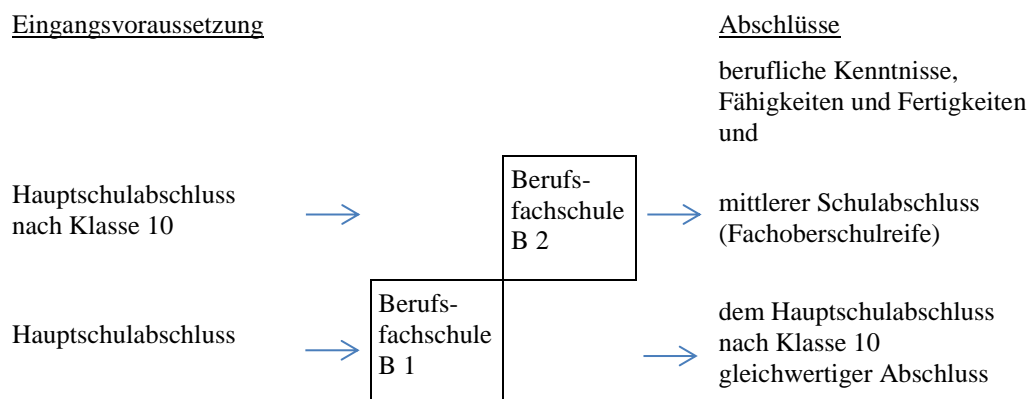 Eingangsvoraussetzung
Abschlüsse
berufliche Kenntnisse,
Fähigkeiten und Fertigkeiten
und
Hauptschulabschluss
nach Klasse 10
Berufs-
fachschule
B 2
mittlerer Schulabschluss
(Fachoberschulreife)
Hauptschulabschluss
Berufs-
fachschule
B 1
dem Hauptschulabschluss
nach Klasse 10
gleichwertiger Abschluss